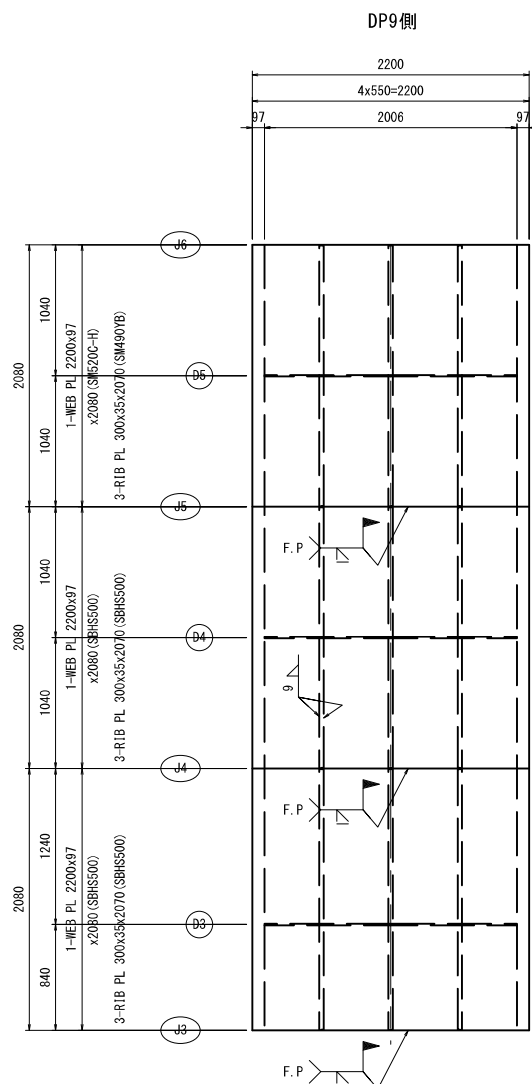 DP9側
2200
4x550=2200
97
2006
97
J6
1040
2080
1-WEB PL 2200x97
x2080(SM520C-H)
3-RIB PL 300x35x2070(SM490YB)
D5
1040
J5
F.P
1040
2080
1-WEB PL 2200x97
x2080(SBHS500)
3-RIB PL 300x35x2070(SBHS500)
D4
9
1040
J4
F.P
1240
2080
1-WEB PL 2200x97
x2080(SBHS500)
3-RIB PL 300x35x2070(SBHS500)
D3
840
J3
F.P